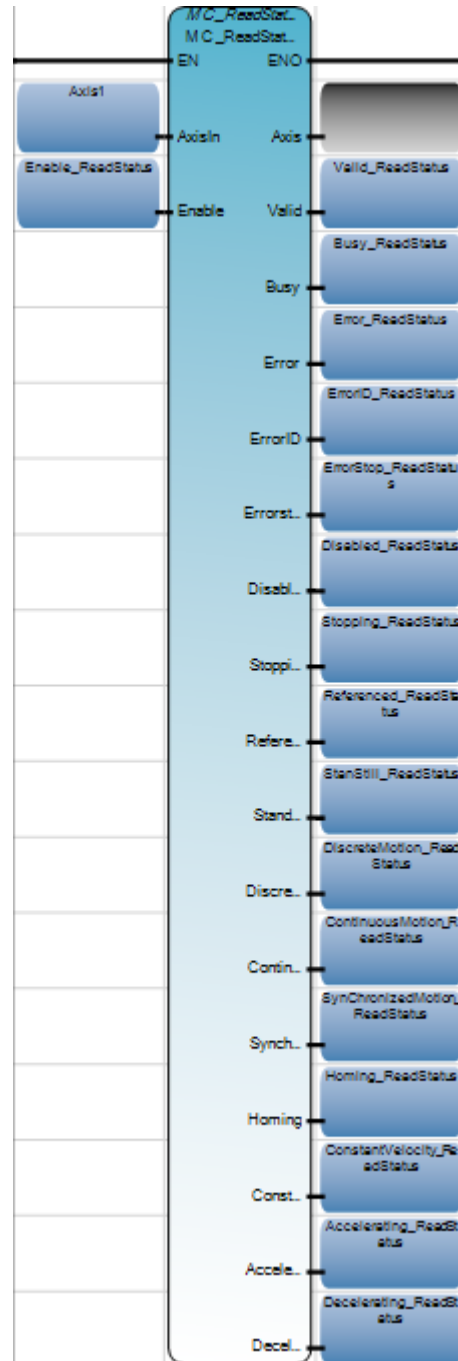 MC_ReadStat...
MC_ReadStat...
EN ENO
Axis1
AxisIn Axis
Enable_ReadStatus
Valid_ReadStatus
Enable Valid
Busy_ReadStatus
Busy
Error_ReadStatus
Error
ErrorID_ReadStatus
ErrorID
ErrorStop_ReadStatu
s
Errorst...
Disabled_ReadStatus
Disabl...
Stopping_ReadStatus
Stoppi...
Referenced_ReadSta
tus
Refere...
StanStill_ReadStatus
Stand...
DiscreteMotion_Read
Status
Discre...
ContinuousMotion_R
eadStatus
Contin...
SynChronizedMotion_
ReadStatus
Synch...
Homing_ReadStatus
Homing
ConstantVelocity_Re
adStatus
Const...
Accelerating_ReadSt
atus
Accele...
Decelerating_ReadSt
atus
Decel...